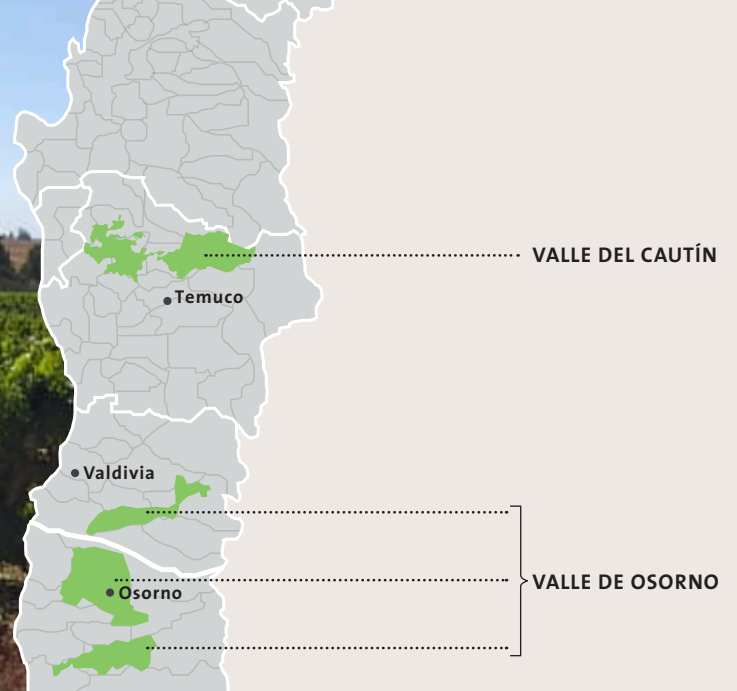 VALLE DEL CAUTÍN
Temuco
Valdivia
VALLE DE OSORNO
Osorno